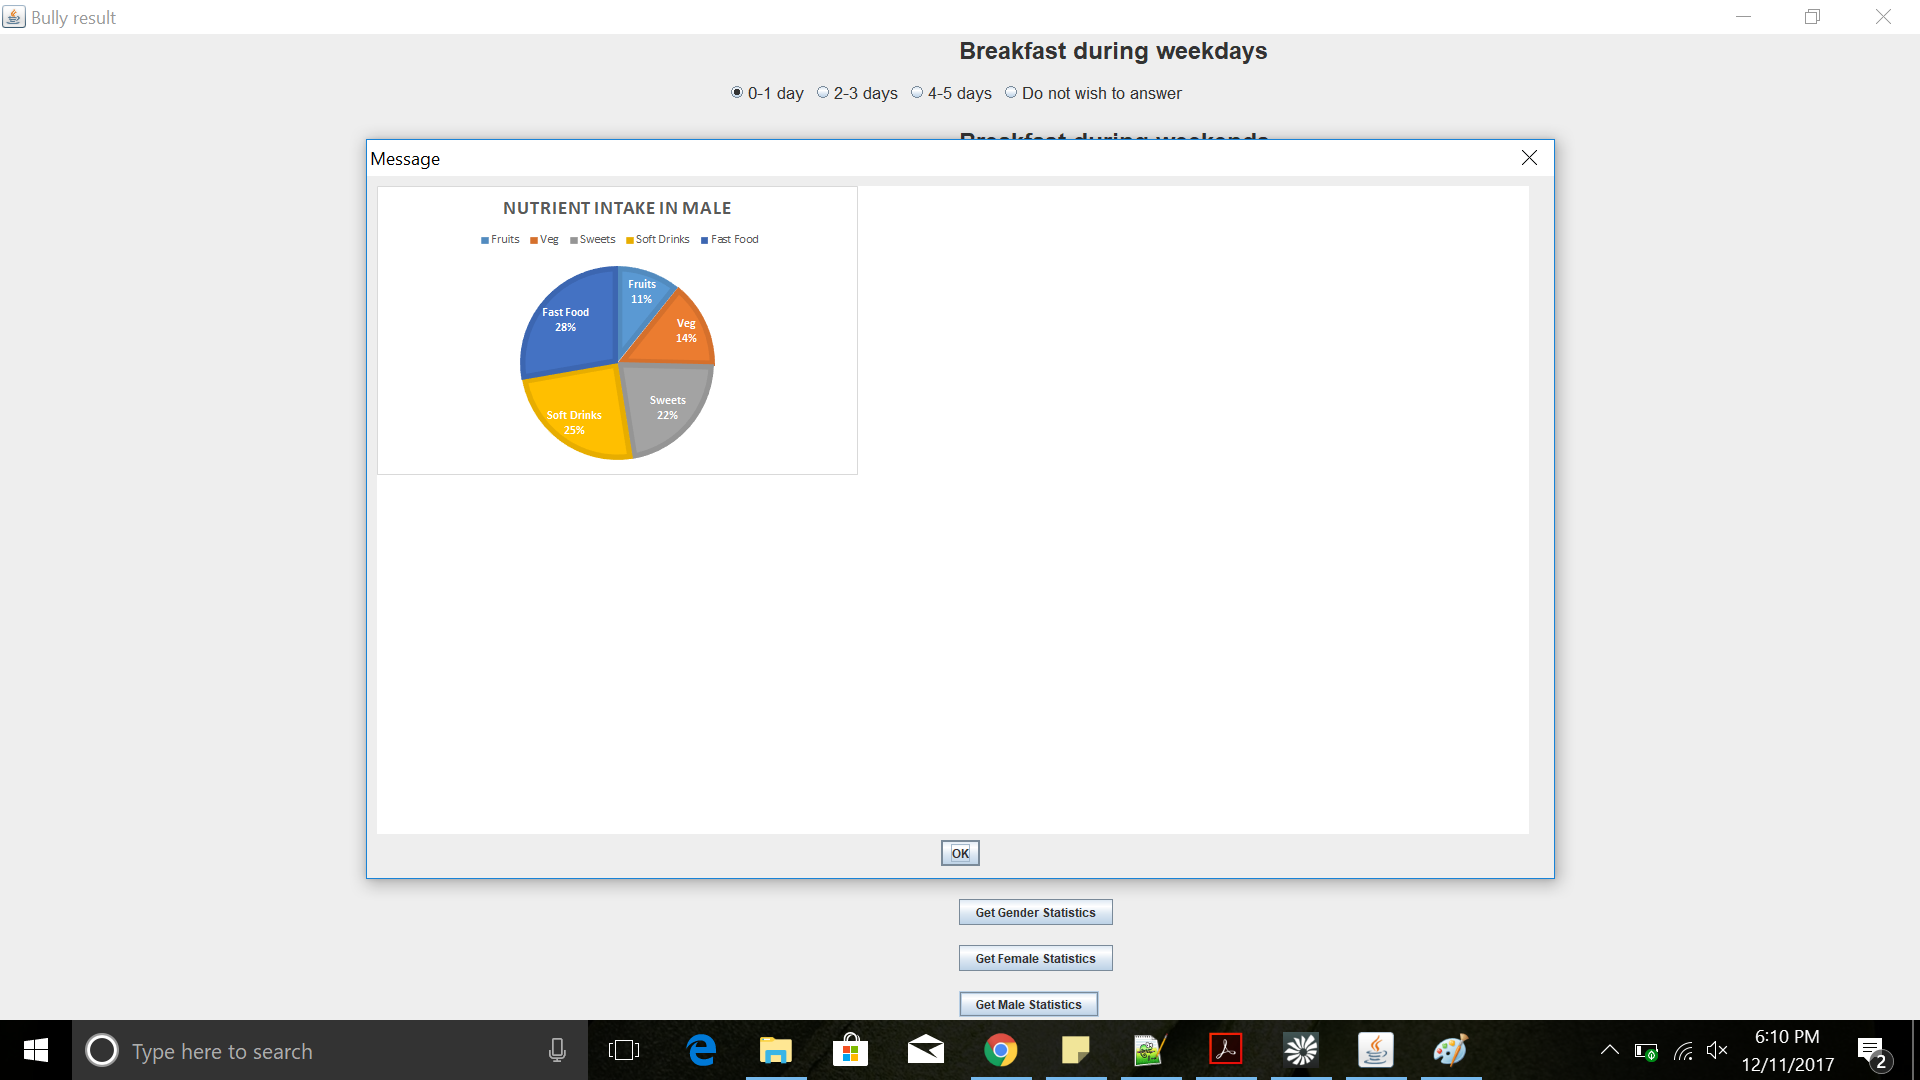 Bully result
Breakfast during weekdays
0-1 day 2-3 days 4-5 days Do not wish to answer
Breakfast during weekends
Message
NUTRIENT INTAKE IN MALE
Fruits Veg Sweets Soft Drinks Fast Food
Fruits
11%
Fast Food
28%
Veg
14%
Sweets
22%
Soft Drinks
25%
OK
Get Gender Statistics
Get Female Statistics
Get Male Statistics
Type here to search
6:10 PM
12/11/2017
2